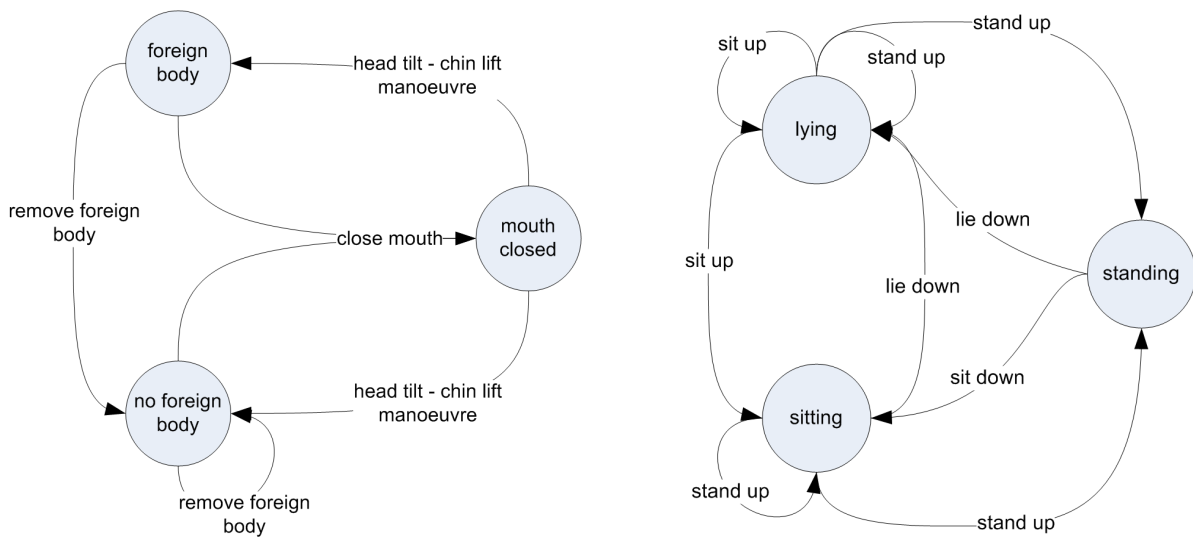 foreign
body
head tilt - chin lift
manoeuvre
remove foreign
body
close mouth
mouth
closed
no foreign
body
head tilt - chin lift
manoeuvre
remove foreign
body
stand up
sit up
stand up
lying
lie down
sit up
standing
lie down
sit down
sitting
stand up
stand up